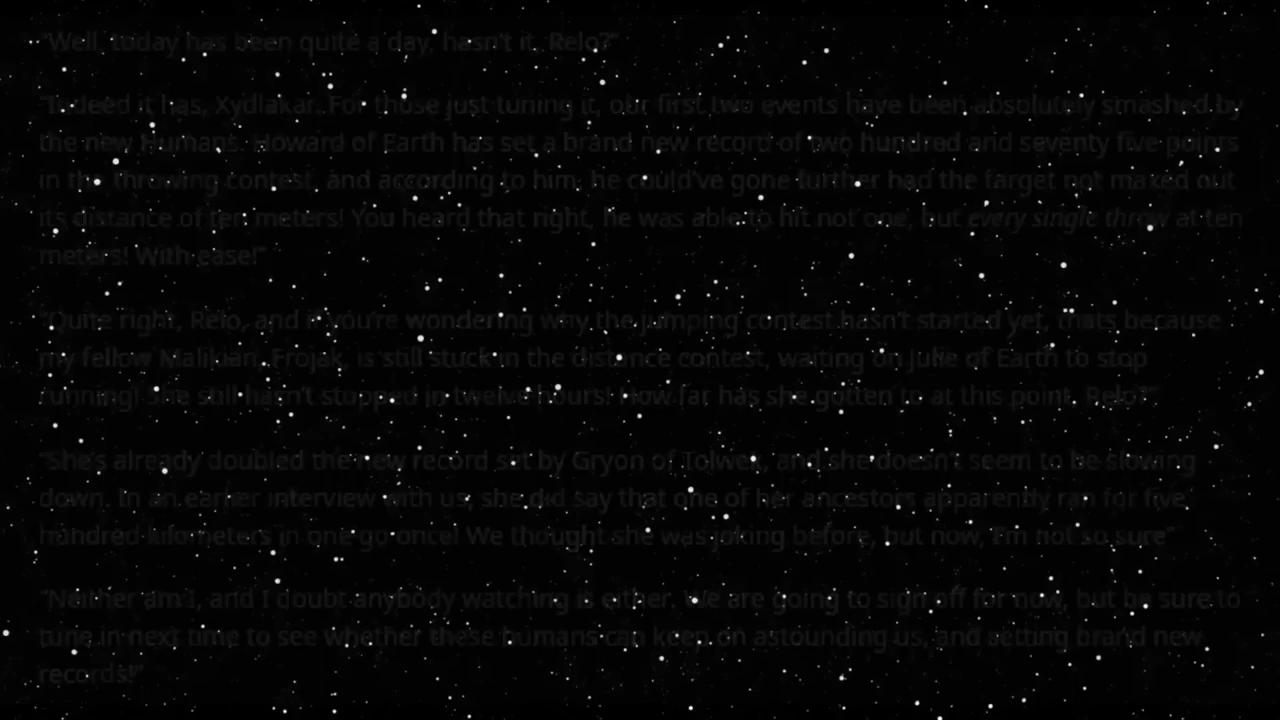 "Well, today has been quite a day, hasn't it, Relo?"
"Indeed it has, Xydlakar. For those just tuning it, our first two events have been absolutely smashed by
the new Humans. Howard of Earth has set a brand new record of two hundred and seventy five points
in the throwing contest, and according to him, he could've gone further had the target not maxed out
its distance of ten meters! You heard that right, he was able to hit not one, but every single throw at ten
meters! With ease!"
"Quite right, Relo, and if you're wondering why the jumping contest hasn't started yet, thats because
my fellow Malikian, Frojak, is still stuck in the distance contest, waiting on Julie of Earth to stop
running! She still hasn't stopped in twelve hours! How far has she gotten to at this point, Relo?"
"She's already doubled the new record set by Gryon of Tolwek, and she doesn't seem to be slowing
down. In an earlier interview with us, she did say that one of her ancestors apparently ran for five
hundred kilometers in one go once! We thought she was joking before, but now, I'm not so sure"
"Neither am I, and I doubt anybody watching is either. We are going to sign off for now, but be sure to
tune in next time to see whether these humans can keep on astounding us, and setting brand new
records!"